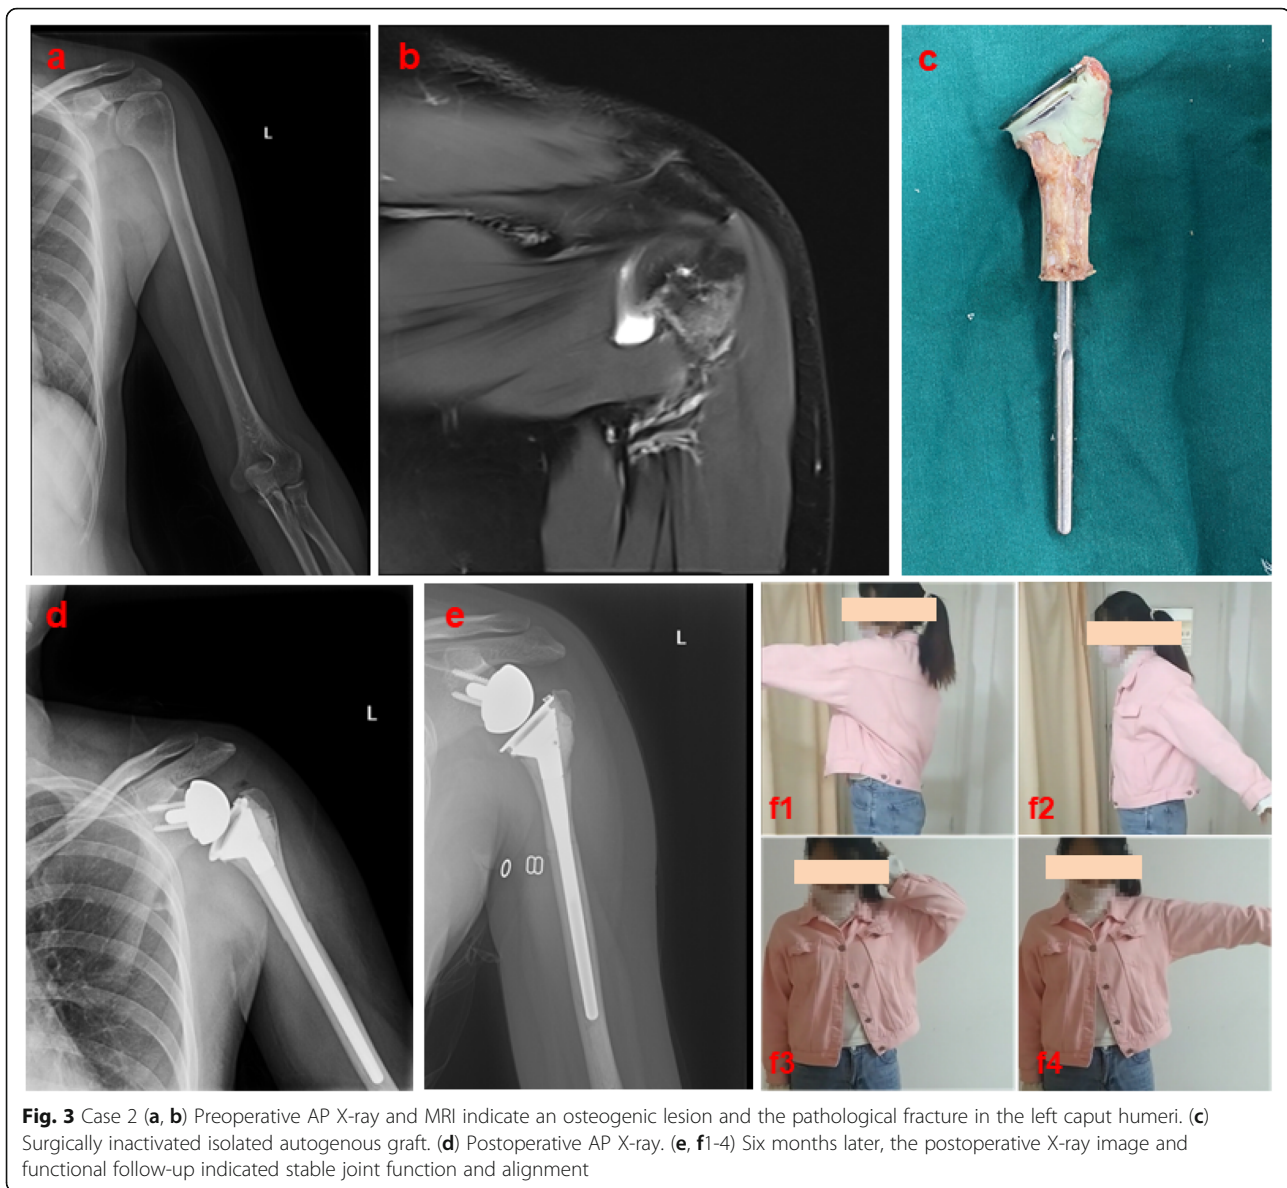 a
b
c
L
d
e
L
L
f1
f2
f3
f4
Fig. 3 Case 2 (a, b) Preoperative AP X-ray and MRI indicate an osteogenic lesion and the pathological fracture in the left caput humeri. (c)
Surgically inactivated isolated autogenous graft. (d) Postoperative AP X-ray. (e, f1-4) Six months later, the postoperative X-ray image and
functional follow-up indicated stable joint function and alignment